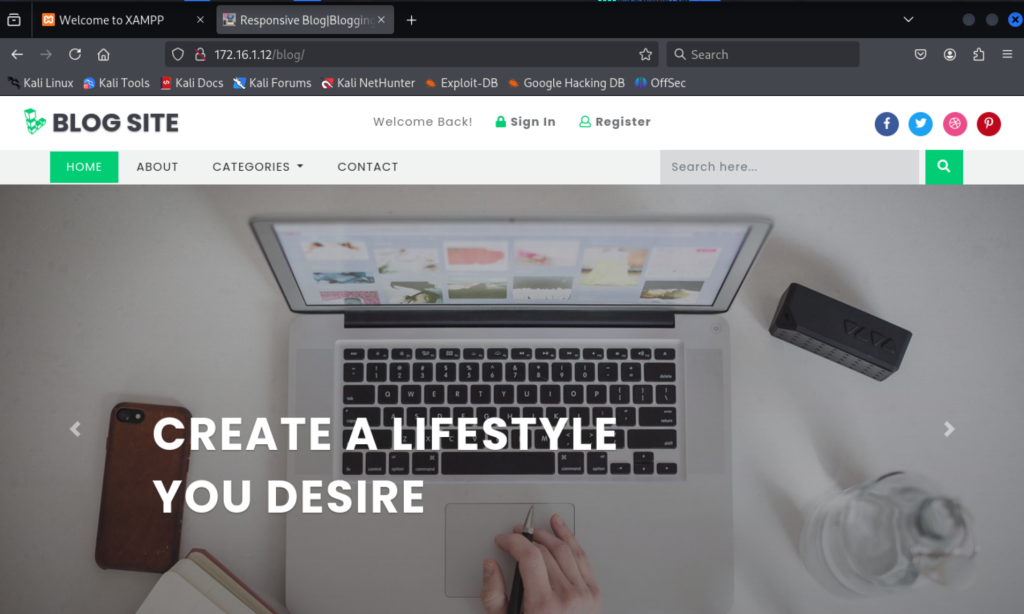 Welcome to XAMPP
Responsive Blog|Blogging
172.16.1.12/blog/
Search
Kali Linux
Kali Tools
Kali Docs
Kali Forums
Kali NetHunter
Exploit-DB
Google Hacking DB
OffSec
BLOG SITE
Welcome Back!
Sign In
Register
HOME
ABOUT
CATEGORIES
CONTACT
Search here...
CREATE A LIFESTYLE
YOU DESIRE